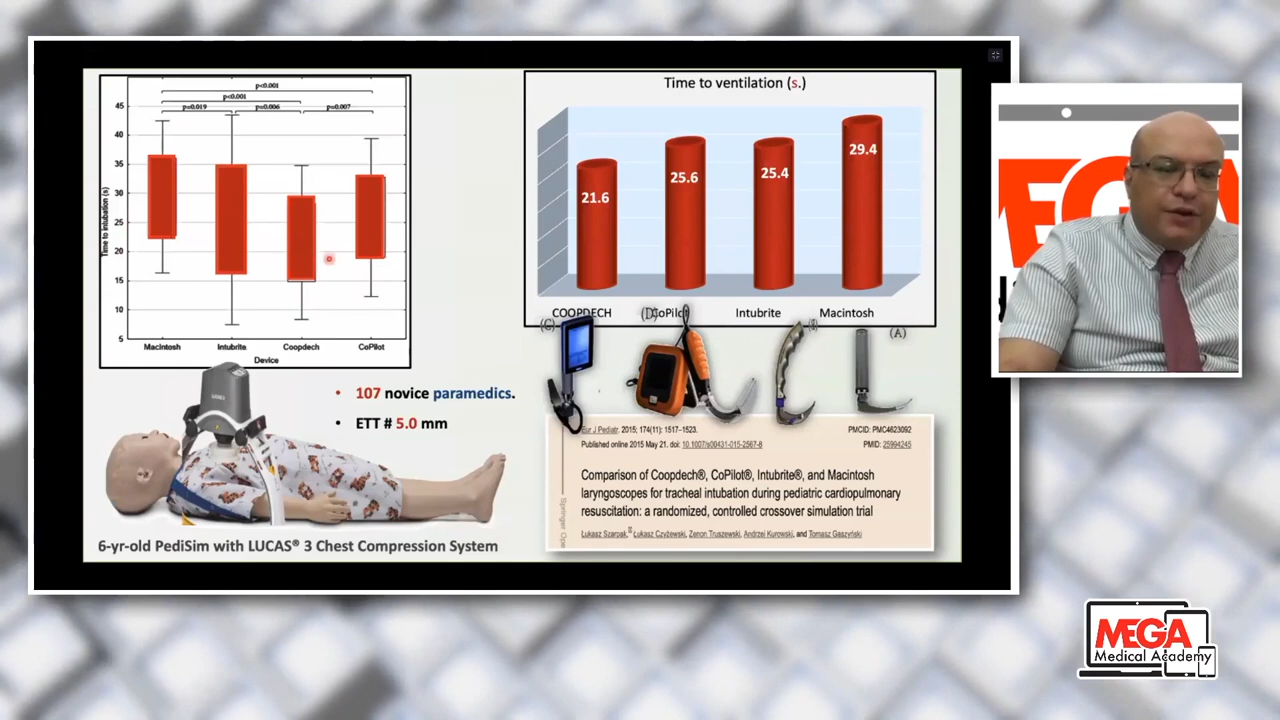 p<0.001
p<0.001
p=0.019
p=0.006
p=0.007
Time to intubation (s)
45
40
35
30
25
20
15
10
5
Macintosh
Intubrite
Coopdech
CoPilot
Device
Time to ventilation (s.)
21.6
25.6
25.4
29.4
COOPDECH
CoPilot
Intubrite
Macintosh
(C)
(D)
(A)
• 107 novice paramedics.
• ETT # 5.0 mm
6-yr-old PediSim with LUCAS® 3 Chest Compression System
Eur J Pediatr. 2015; 174(11): 1517–1523.
PMCID: PMC4623092
Published online 2015 May 21. doi: 10.1007/s00431-015-2567-8
PMID: 25994245
Comparison of Coopdech®, CoPilot®, Intubrite®, and Macintosh
laryngoscopes for tracheal intubation during pediatric cardiopulmonary
resuscitation: a randomized, controlled crossover simulation trial
Lukasz Szarpak, Łukasz Czyżewski, Zenon Truszewski, Andrzej Kurowski, and Tomasz Gaszyński
MEGA
Medical Academy